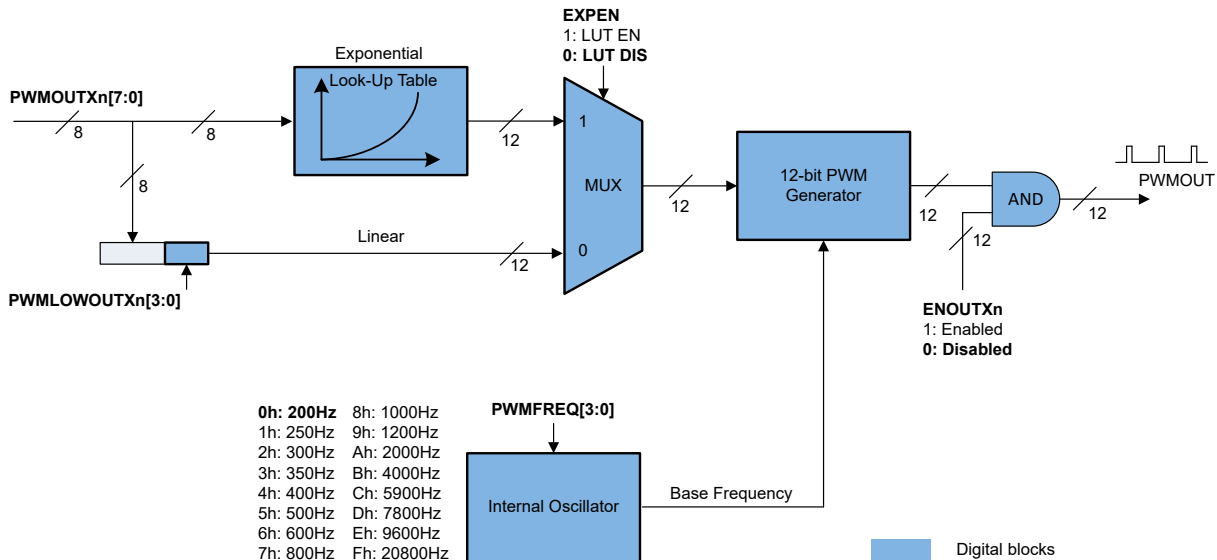 EXPEN
1: LUT EN
0: LUT DIS
Exponential
Look-Up Table
PWMOUTXn[7:0]
8
8
12
1
8
MUX
12
12-bit PWM
Generator
12
AND
12
PWMOUT
Linear
12
0
12
PWMLOWOUTXn[3:0]
ENOUTXn
1: Enabled
0: Disabled
0h: 200Hz 8h: 1000Hz
1h: 250Hz 9h: 1200Hz
2h: 300Hz Ah: 2000Hz
3h: 350Hz Bh: 4000Hz
4h: 400Hz Ch: 5900Hz
5h: 500Hz Dh: 7800Hz
6h: 600Hz Eh: 9600Hz
7h: 800Hz Fh: 20800Hz
PWMFREQ[3:0]
Internal Oscillator
Base Frequency
Digital blocks